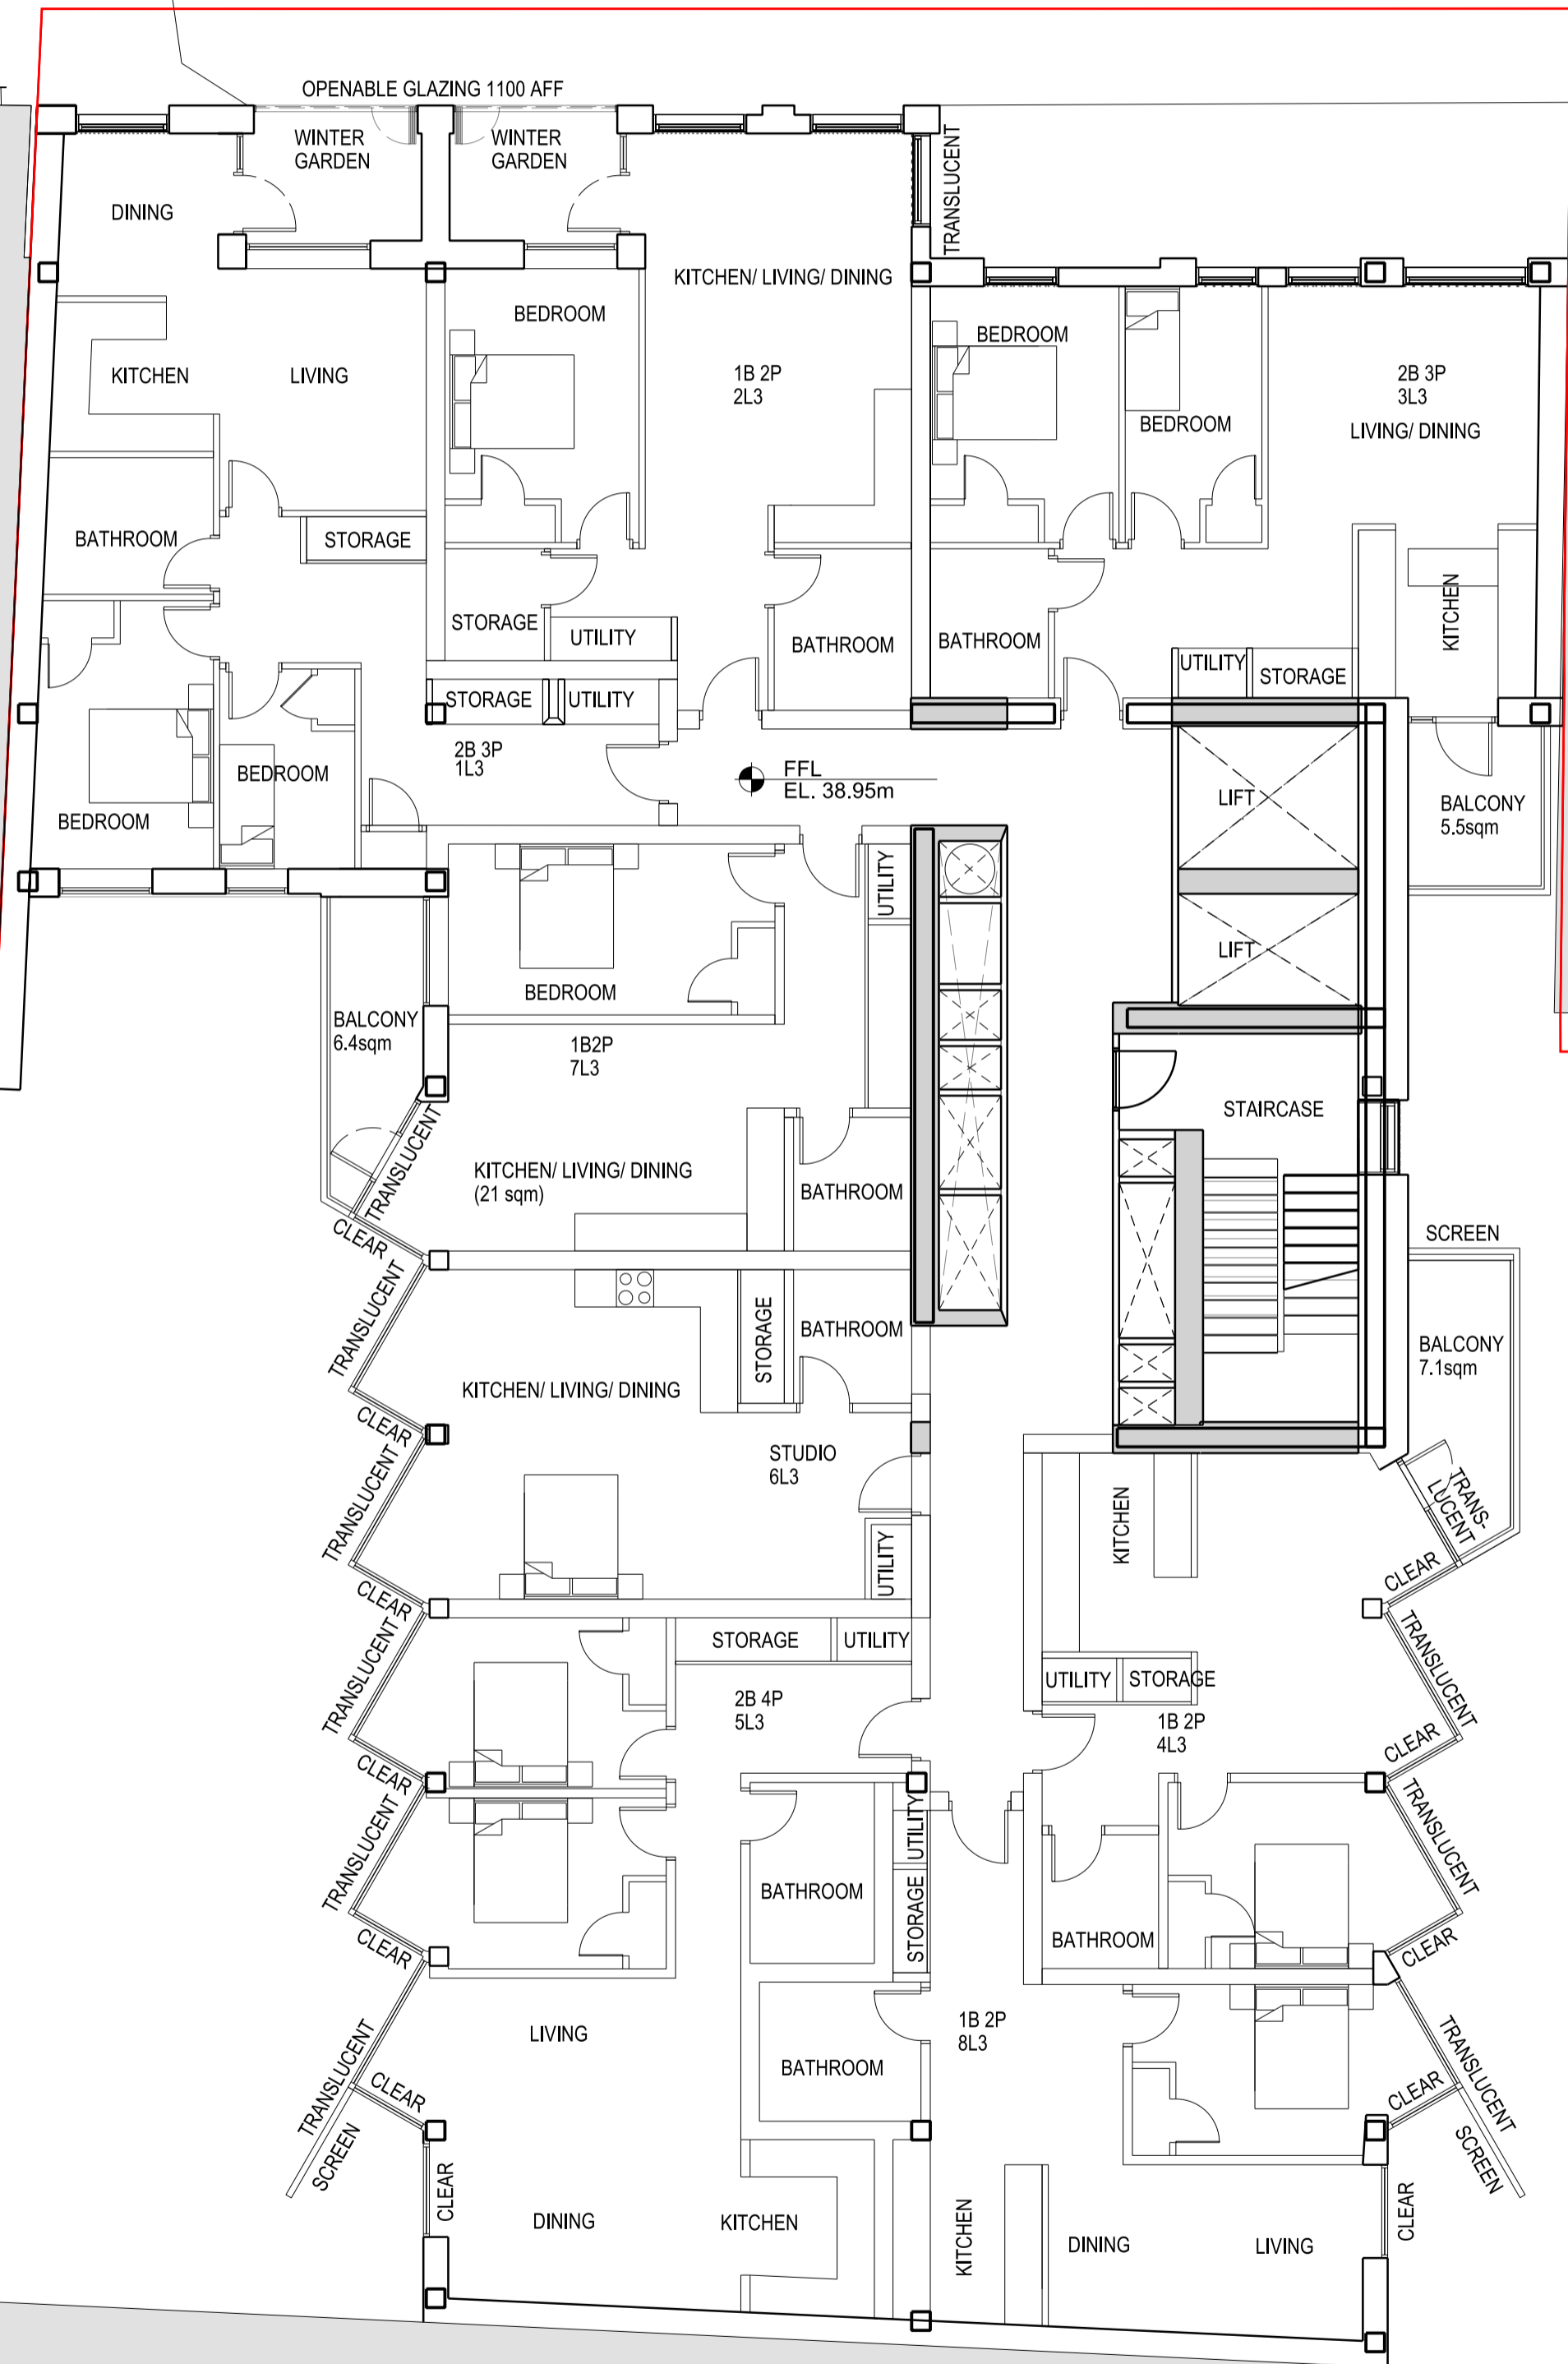 OPENABLE GLAZING 1100 AFF
WINTER
GARDEN
WINTER
GARDEN
TRANSLUCENT
DINING
KITCHEN/ LIVING/ DINING
BEDROOM
BEDROOM
1B 2P
2L3
2B 3P
3L3
KITCHEN
LIVING
BEDROOM
LIVING/ DINING
BATHROOM
STORAGE
STORAGE
UTILITY
BATHROOM
BATHROOM
KITCHEN
UTILITY
STORAGE
STORAGE
UTILITY
2B 3P
1L3
FFL
EL. 38.95m
BEDROOM
BEDROOM
LIFT
BALCONY
5.5sqm
UTILITY
LIFT
BEDROOM
BALCONY
6.4sqm
1B2P
7L3
STAIRCASE
TRANSLUCENT
KITCHEN/ LIVING/ DINING
(21 sqm)
BATHROOM
CLEAR
SCREEN
TRANSLUCENT
STORAGE
BATHROOM
BALCONY
7.1sqm
KITCHEN/ LIVING/ DINING
CLEAR
STUDIO
6L3
TRANSLUCENT
KITCHEN
TRANS-
LUCENT
UTILITY
CLEAR
CLEAR
TRANSLUCENT
STORAGE
UTILITY
TRANSLUCENT
UTILITY
STORAGE
2B 4P
5L3
1B 2P
4L3
CLEAR
CLEAR
TRANSLUCENT
UTILITY
TRANSLUCENT
BATHROOM
STORAGE
BATHROOM
CLEAR
CLEAR
LIVING
1B 2P
8L3
TRANSLUCENT
BATHROOM
TRANSLUCENT
CLEAR
CLEAR
SCREEN
SCREEN
CLEAR
CLEAR
DINING
KITCHEN
KITCHEN
DINING
LIVING